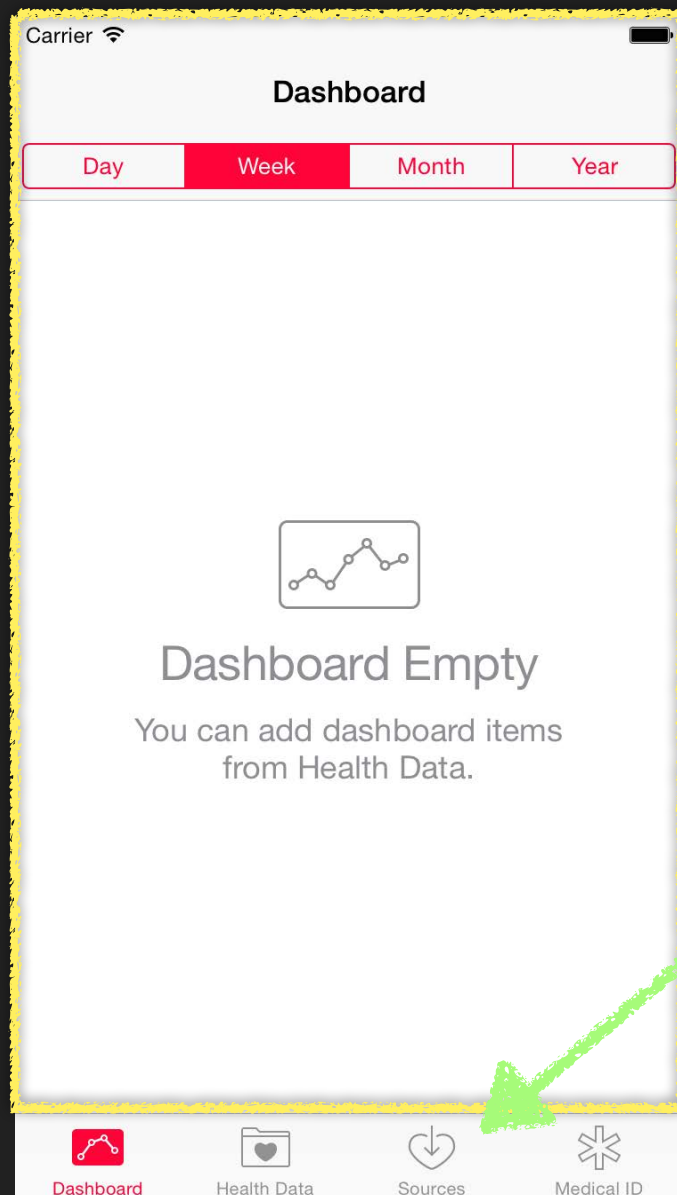 Carrier
Dashboard
Day Week Month Year
Dashboard Empty
You can add dashboard items
from Health Data.
Dashboard Health Data Sources Medical ID